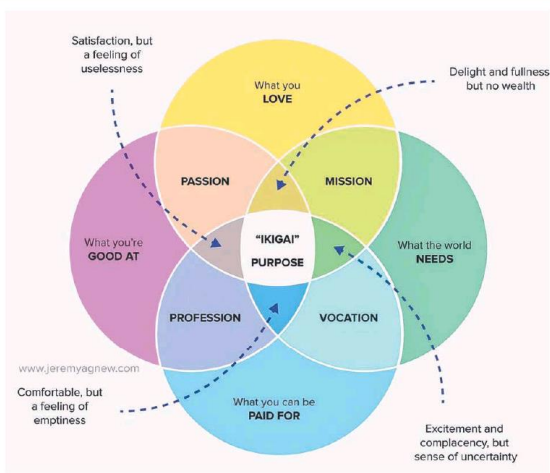 Satisfaction, but
a feeling of
uselessness
Delight and fullness
but no wealth
What you
LOVE
PASSION
MISSION
What you're
GOOD AT
"IKIGAI"
PURPOSE
What the world
NEEDS
PROFESSION
VOCATION
www.jeremyagnew.com
Comfortable, but
a feeling of
emptiness
What you can be
PAID FOR
Excitement and
complacency, but
sense of uncertainty